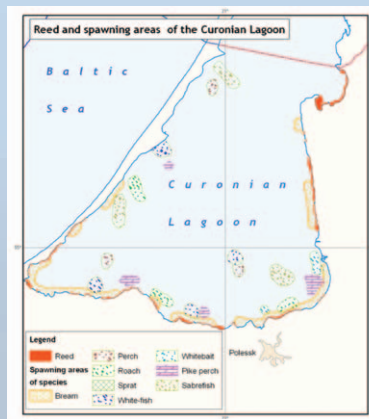 Reed and spawning areas of the Curonian Lagoon
Baltic
Sea
Curonian
Lagoon
Polessk
Legend
Reed
Spawning areas
of species
Bream
Perch
Roach
Sprat
White-fish
Whitebait
Pike perch
Sabrefish